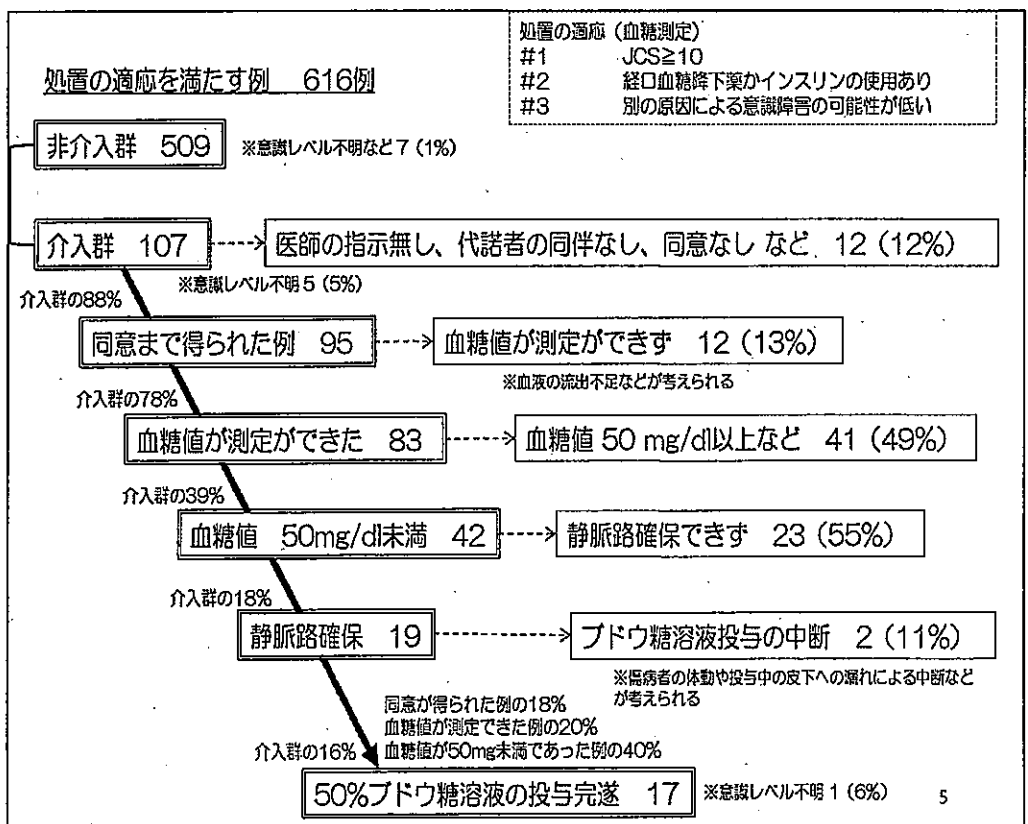 処置の適応(血糖測定)
#1 JCS≧10
#2 経口血糖降下薬かインスリンの使用あり
#3 別の原因による意識障害の可能性が低い
処置の適応を満たす例 616例
非介入群 509 ※意識レベル不明など7(1%)
介入群 107 医師の指示無し、代諾者の同伴なし、同意なし など 12(12%)
※意識レベル不明5(5%)
介入群の88%
同意まで得られた例 95 血糖値が測定ができず 12(13%)
※血液の流出不足などが考えられる
介入群の78%
血糖値が測定ができた 83 血糖値 50 mg/dl以上など 41(49%)
介入群の39%
血糖値 50mg/dl未満 42 静脈路確保できず 23(55%)
介入群の18%
静脈路確保 19 ブドウ糖溶液投与の中断 2(11%)
※傷病者の体動や投与中の皮下への漏れによる中断など
が考えられる
同意が得られた例の18%
血糖値が測定できた例の20%
介入群の16% 血糖値が50mg未満であった例の40%
50%ブドウ糖溶液の投与完遂 17 ※意識レベル不明1(6%)
5